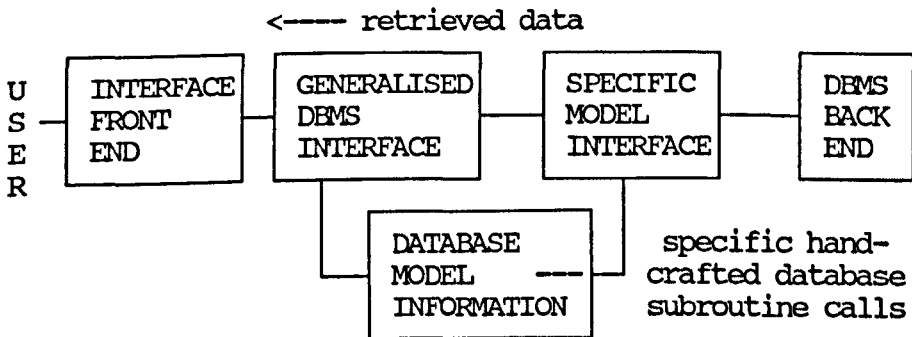 <---- retrieved data
USER
INTERFACE
FRONT
END
GENERALISED
DBMS
INTERFACE
SPECIFIC
MODEL
INTERFACE
DBMS
BACK
END
DATABASE
MODEL ----
INFORMATION
specific hand-
crafted database
subroutine calls